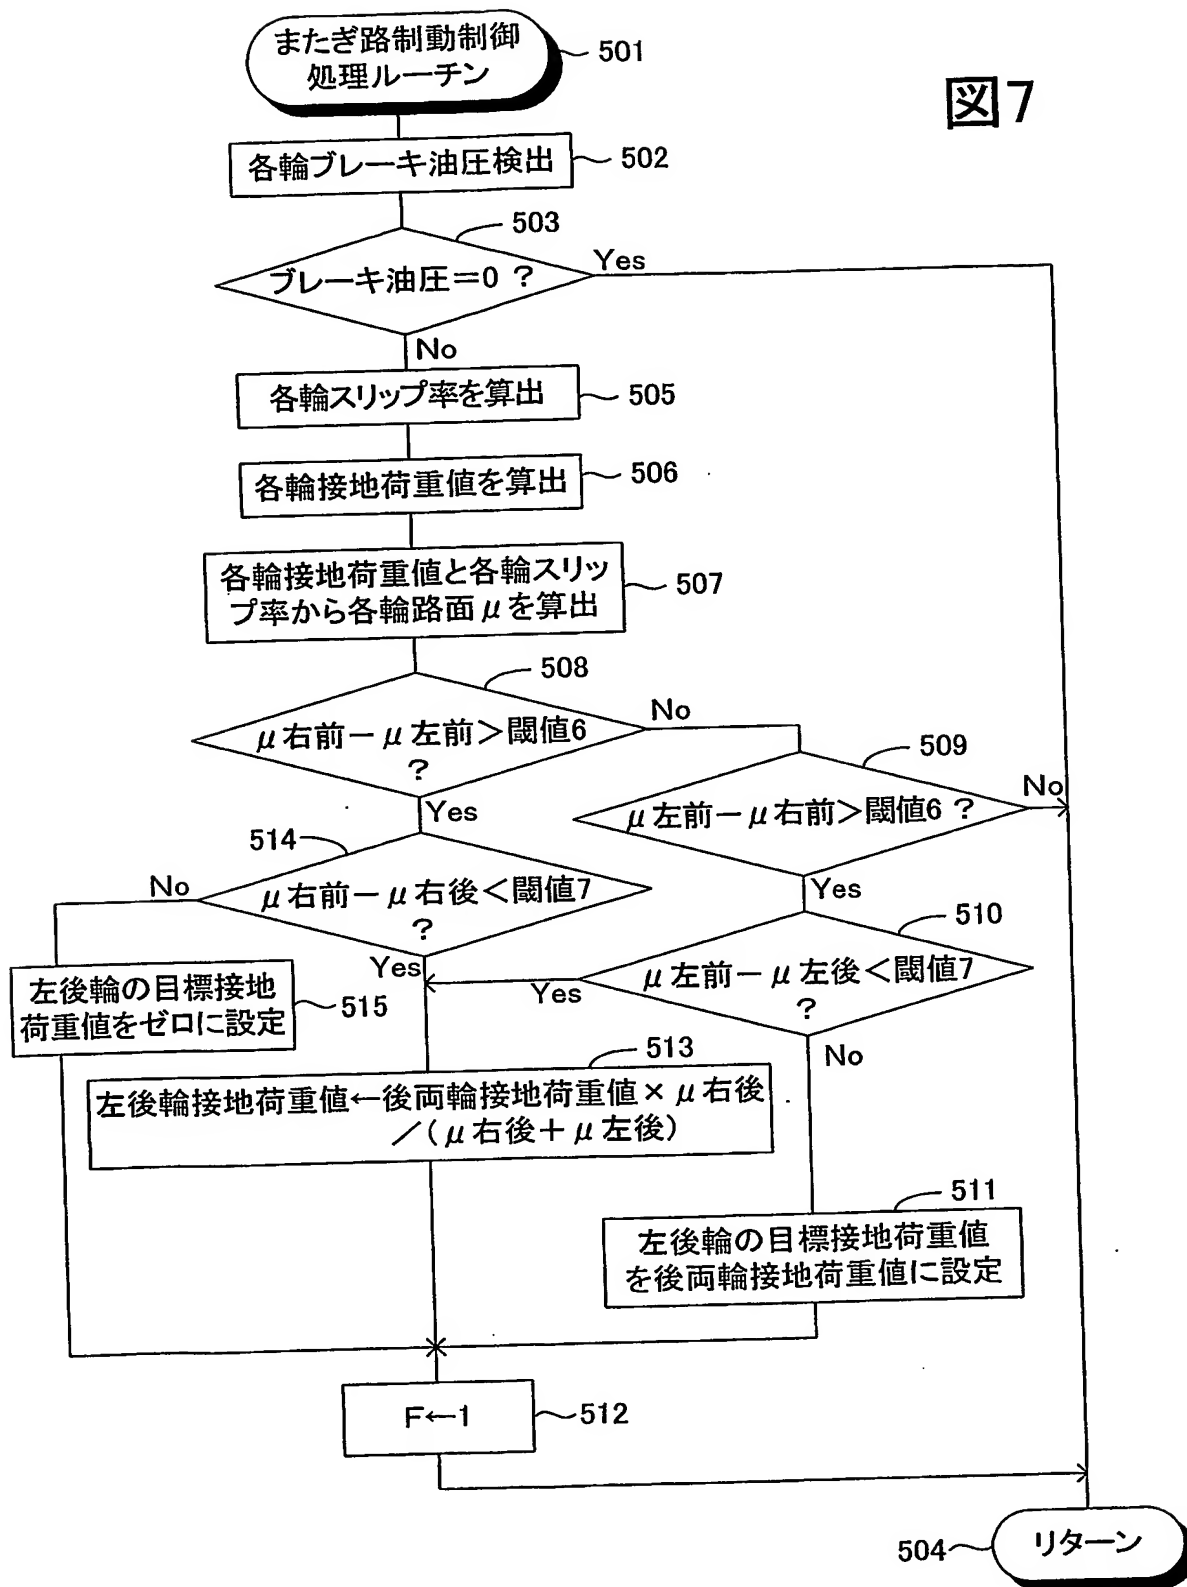 またぎ路制動制御
処理ルーチン
501
図7
各輪ブレーキ油圧検出
502
503
ブレーキ油圧=0 ?
Yes
No
各輪スリップ率を算出
505
各輪接地荷重値を算出
506
各輪接地荷重値と各輪スリッ
プ率から各輪路面μを算出
507
508
μ右前-μ左前>閾値6
?
No
Yes
509
μ左前-μ右前>閾値6 ?
No
Yes
514
μ右前-μ右後<閾値7
?
No
Yes
510
μ左前-μ左後<閾値7
?
Yes
No
左後輪の目標接地
荷重値をゼロに設定
515
513
左後輪接地荷重値←後両輪接地荷重値×μ右後
/(μ右後+μ左後)
511
左後輪の目標接地荷重値
を後両輪接地荷重値に設定
F←1
512
504
リターン